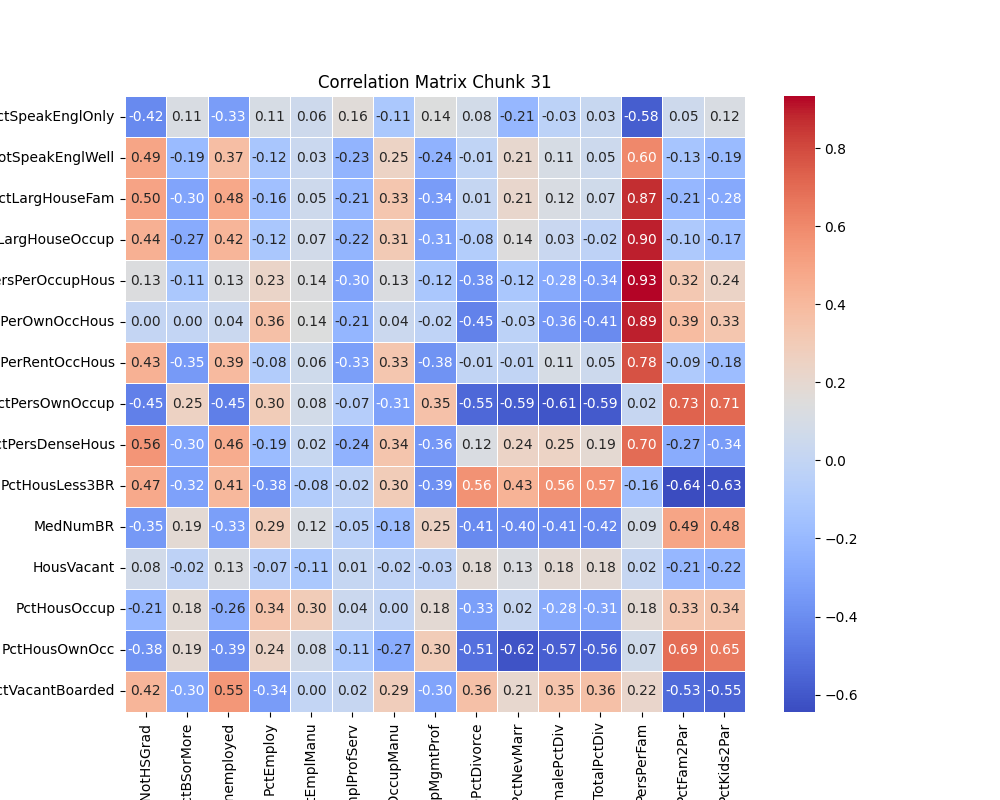 Correlation Matrix Chunk 31
ctSpeakEnglOnly -0.42 0.11 -0.33 0.11 0.06 0.16 -0.11 0.14 0.08 -0.21 -0.03 0.03 -0.58 0.05 0.12
otSpeakEnglWell 0.49 -0.19 0.37 -0.12 0.03 -0.23 0.25 -0.24 -0.01 0.21 0.11 0.05 0.60 -0.13 -0.19
ctLargHouseFam 0.50 -0.30 0.48 -0.16 0.05 -0.21 0.33 -0.34 0.01 0.21 0.12 0.07 0.87 -0.21 -0.28
LargHouseOccup 0.44 -0.27 0.42 -0.12 0.07 -0.22 0.31 -0.31 -0.08 0.14 0.03 -0.02 0.90 -0.10 -0.17
ersPerOccupHous 0.13 -0.11 0.13 0.23 0.14 -0.30 0.13 -0.12 -0.38 -0.12 -0.28 -0.34 0.93 0.32 0.24
PerOwnOccHous 0.00 0.00 0.04 0.36 0.14 -0.21 0.04 -0.02 -0.45 -0.03 -0.36 -0.41 0.89 0.39 0.33
PerRentOccHous 0.43 -0.35 0.39 -0.08 0.06 -0.33 0.33 -0.38 -0.01 -0.01 0.11 0.05 0.78 -0.09 -0.18
ctPersOwnOccup -0.45 0.25 -0.45 0.30 0.08 -0.07 -0.31 0.35 -0.55 -0.59 -0.61 -0.59 0.02 0.73 0.71
ctPersDenseHous 0.56 -0.30 0.46 -0.19 0.02 -0.24 0.34 -0.36 0.12 0.24 0.25 0.19 0.70 -0.27 -0.34
PctHousLess3BR 0.47 -0.32 0.41 -0.38 -0.08 -0.02 0.30 -0.39 0.56 0.43 0.56 0.57 -0.16 -0.64 -0.63
MedNumBR -0.35 0.19 -0.33 0.29 0.12 -0.05 -0.18 0.25 -0.41 -0.40 -0.41 -0.42 0.09 0.49 0.48
HousVacant 0.08 -0.02 0.13 -0.07 -0.11 0.01 -0.02 -0.03 0.18 0.13 0.18 0.18 0.02 -0.21 -0.22
PctHousOccup -0.21 0.18 -0.26 0.34 0.30 0.04 0.00 0.18 -0.33 0.02 -0.28 -0.31 0.18 0.33 0.34
PctHousOwnOcc -0.38 0.19 -0.39 0.24 0.08 -0.11 -0.27 0.30 -0.51 -0.62 -0.57 -0.56 0.07 0.69 0.65
ctVacantBoarded 0.42 -0.30 0.55 -0.34 0.00 0.02 0.29 -0.30 0.36 0.21 0.35 0.36 0.22 -0.53 -0.55
NotHSGrad
ctBSorMore
nemployed
PctEmploy
tEmplManu
nplProfServ
OccupManu
pMgmtProf
PctDivorce
PctNevMarr
malePctDiv
TotalPctDiv
PersPerFam
PctFam2Par
PctKids2Par
0.8
0.6
0.4
0.2
0.0
−0.2
−0.4
−0.6